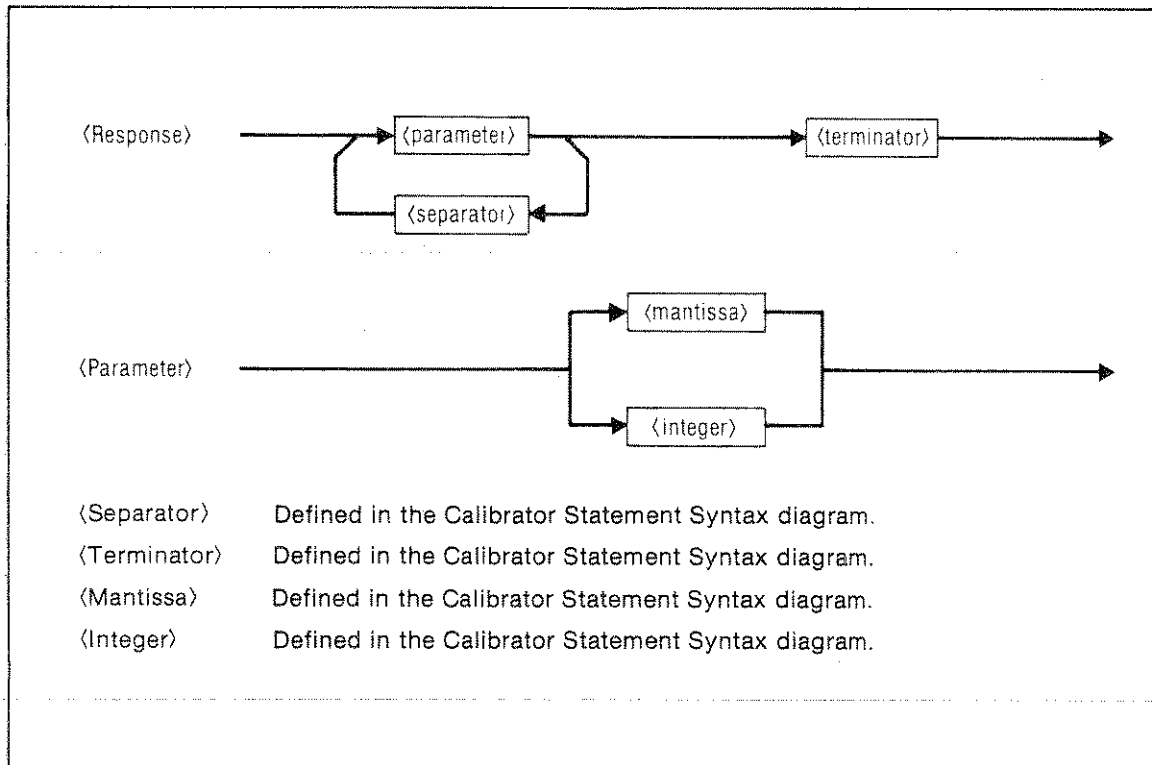 ⟨Response⟩
⟨parameter⟩
⟨terminator⟩
⟨separator⟩
⟨mantissa⟩
⟨Parameter⟩
⟨integer⟩
⟨Separator⟩ Defined in the Calibrator Statement Syntax diagram.
⟨Terminator⟩ Defined in the Calibrator Statement Syntax diagram.
⟨Mantissa⟩ Defined in the Calibrator Statement Syntax diagram.
⟨Integer⟩ Defined in the Calibrator Statement Syntax diagram.